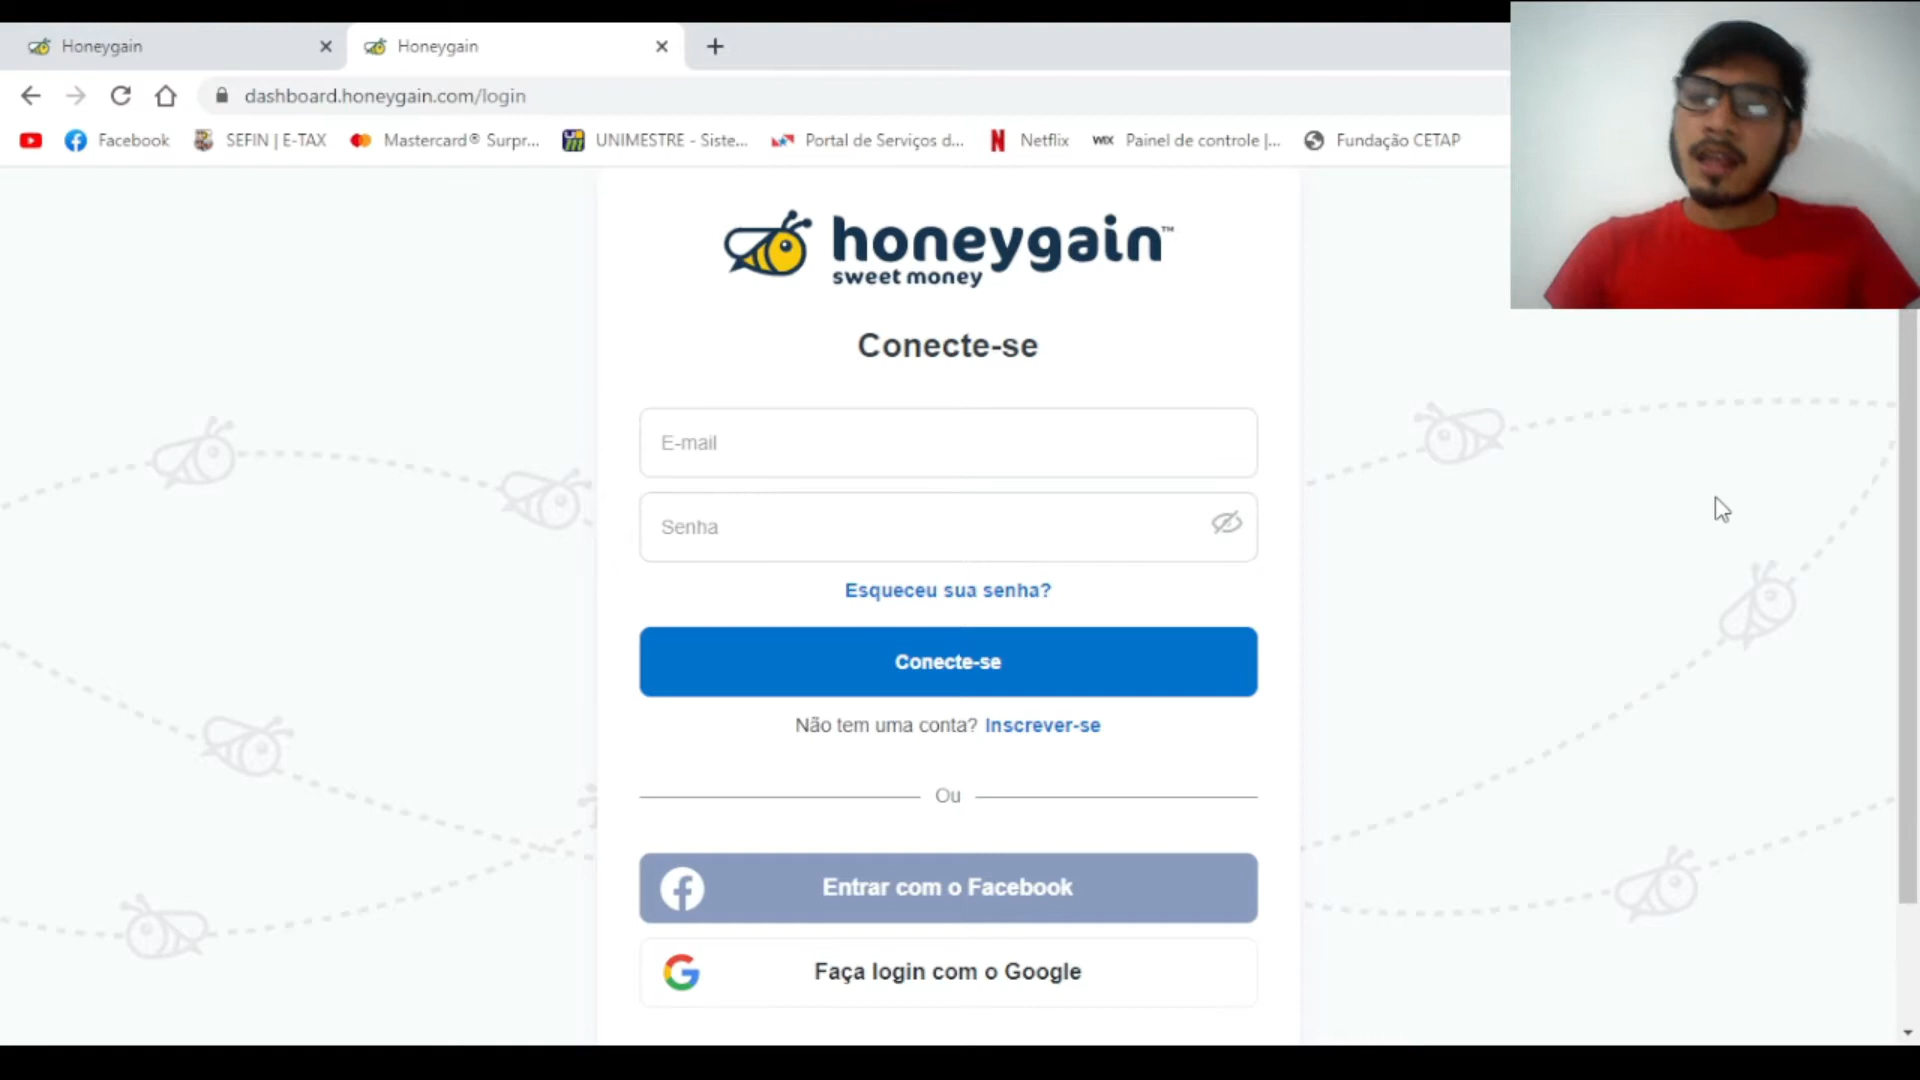 Honeygain
Honeygain
dashboard.honeygain.com/login
Facebook
SEFIN | E-TAX
Mastercard® Surpr...
UNIMESTRE - Siste...
Portal de Serviços d...
Netflix
WIX Painel de controle |...
Fundação CETAP
honeygain™
sweet money
Conecte-se
E-mail
Senha
Esqueceu sua senha?
Conecte-se
Não tem uma conta? Inscrever-se
Ou
Entrar com o Facebook
Faça login com o Google